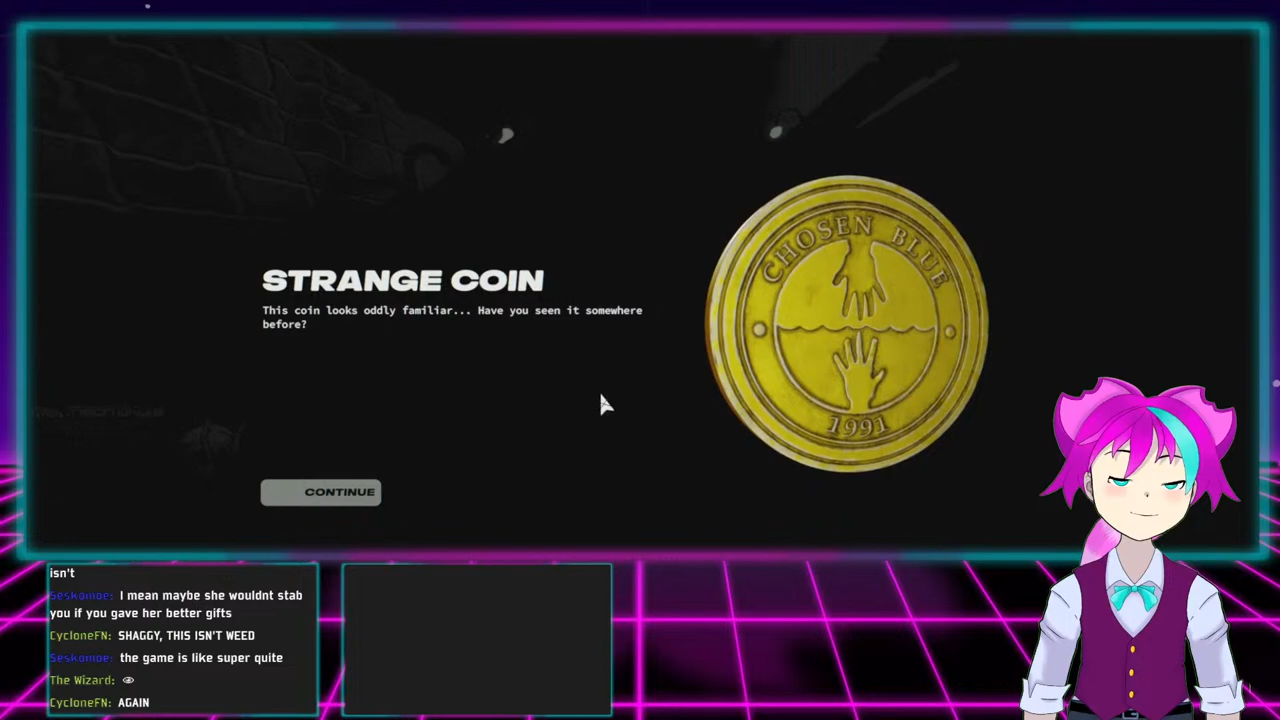 STRANGE COIN
This coin looks oddly familiar... Have you seen it somewhere
before?
CHOSEN BLUE
1991
CONTINUE
isn't
Seskamoe: I mean maybe she wouldnt stab
you if you gave her better gifts
CycloneFN: SHAGGY, THIS ISN'T WEED
Seskamoe: the game is like super quite
The Wizard:
CycloneFN: AGAIN